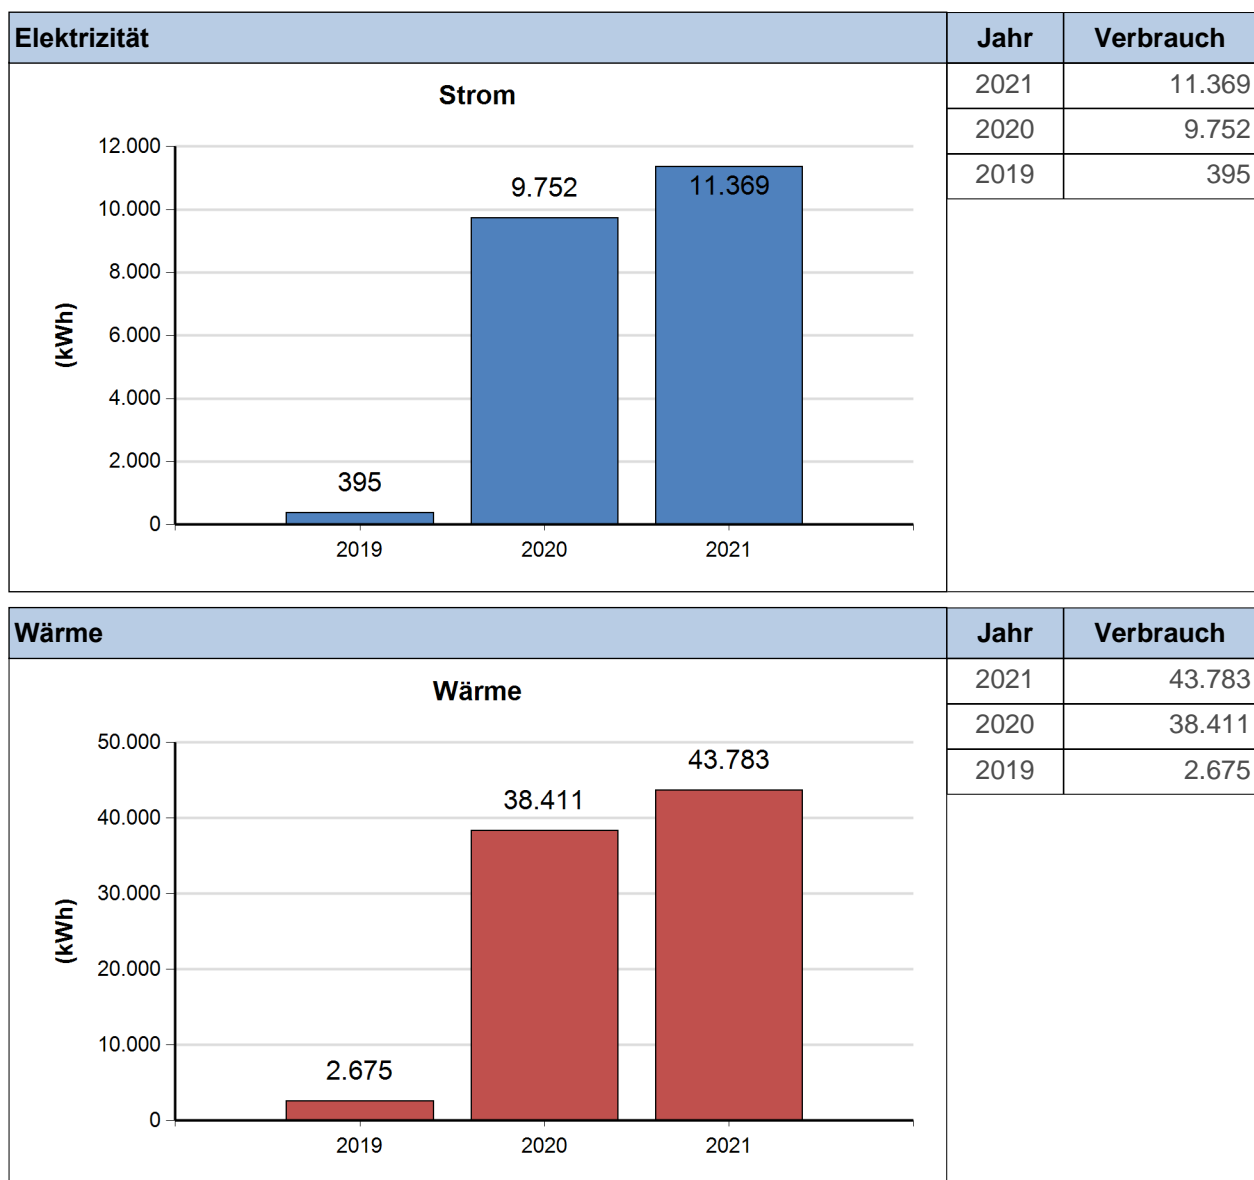 Elektrizität
Jahr Verbrauch
2021 11.369
2020 9.752
2019 395
Strom
12.000
10.000
8.000
6.000
4.000
2.000
0
(kWh)
395
9.752
11.369
2019 2020 2021
Wärme
Jahr Verbrauch
2021 43.783
2020 38.411
2019 2.675
Wärme
50.000
40.000
30.000
20.000
10.000
0
(kWh)
2.675
38.411
43.783
2019 2020 2021